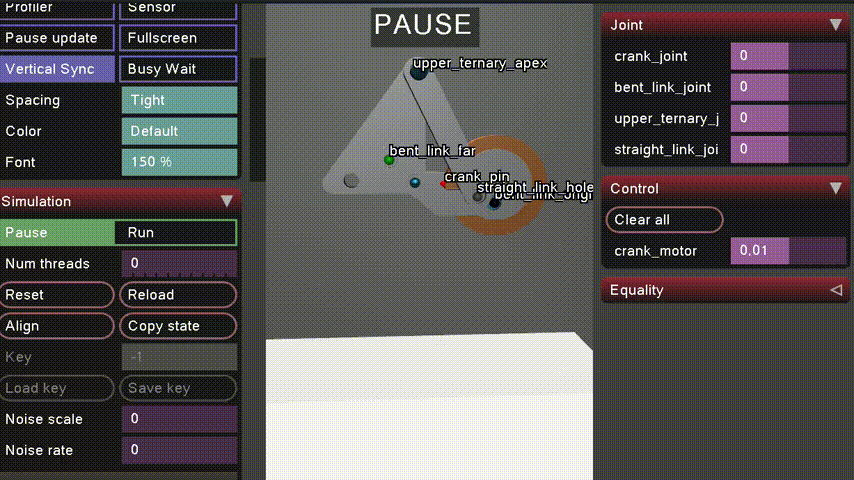 Profiler Sensor
Pause update Fullscreen
Vertical Sync Busy Wait
Spacing Tight
Color Default
Font 150 %
Simulation
Pause Run
Num threads 0
Reset Reload
Align Copy state
Key -1
Load key Save key
Noise scale 0
Noise rate 0
PAUSE
upper_ternary_apex
bent_link_far
crank_pin
straight_link_hole
Joint
crank_joint 0
bent_link_joint 0
upper_ternary_j 0
straight_link_joi 0
Control
Clear all
crank_motor 0,01
Equality